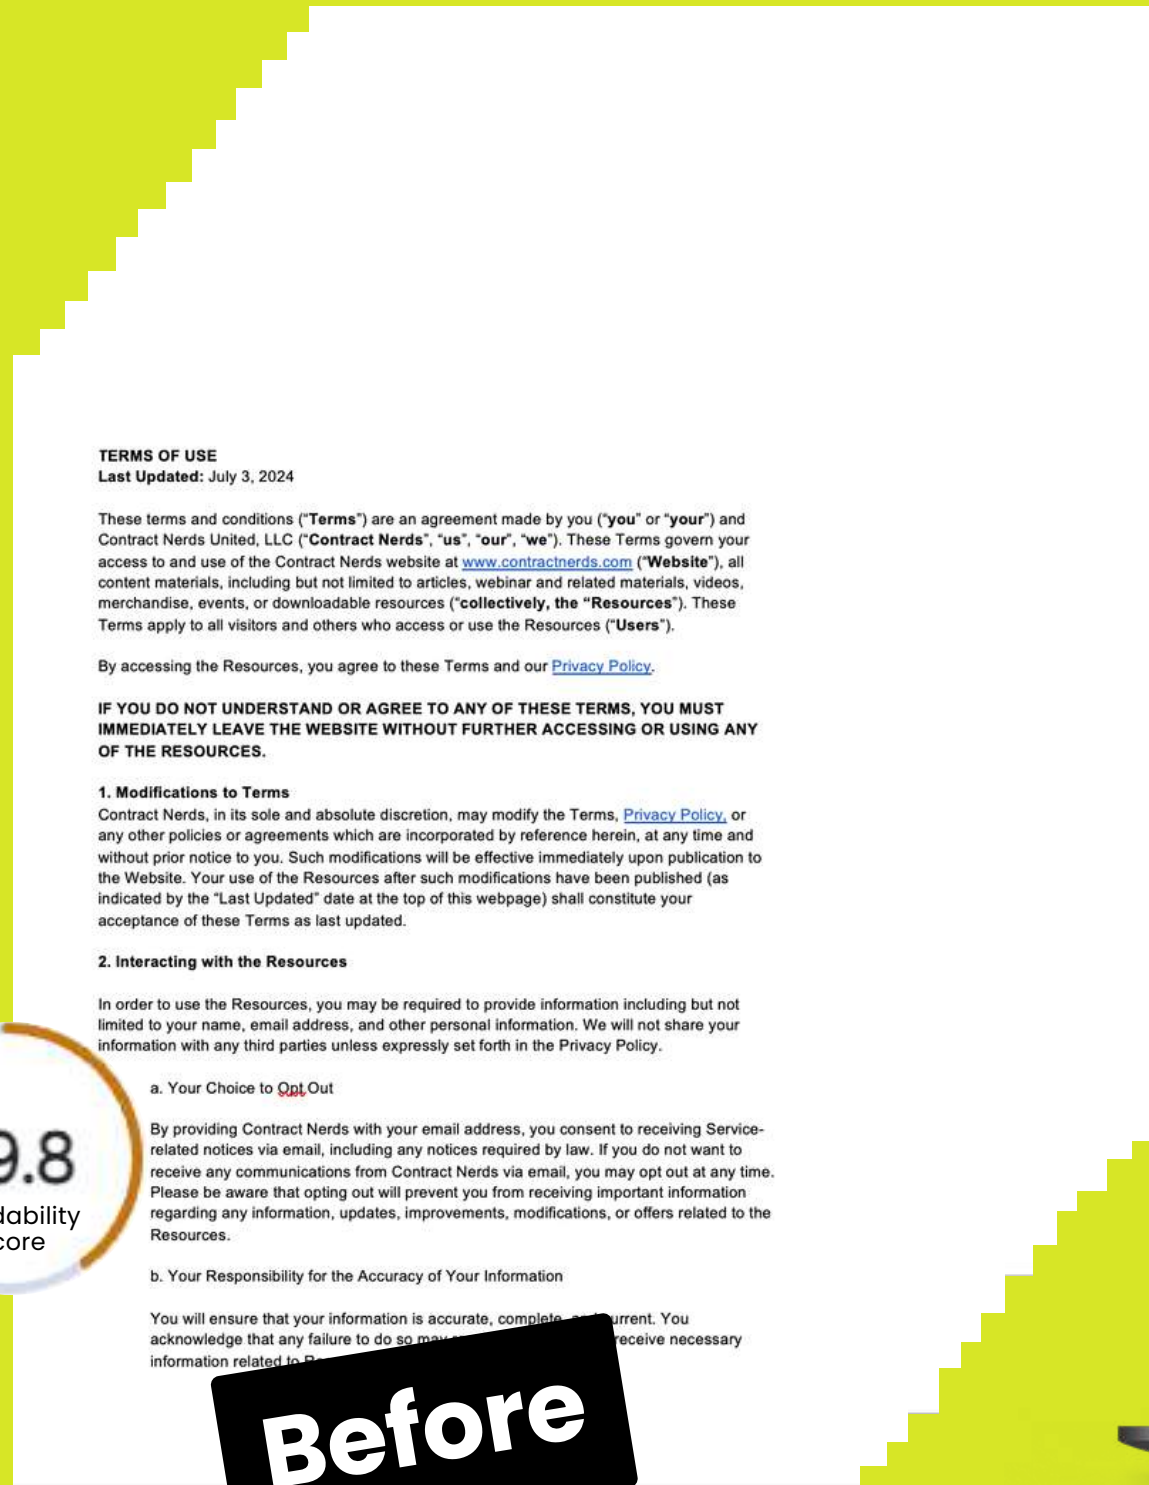 TERMS OF USE
Last Updated: July 3, 2024
These terms and conditions (“Terms”) are an agreement made by you (“you” or “your”) and
Contract Nerds United, LLC (“Contract Nerds”, “us”, “our”, “we”). These Terms govern your
access to and use of the Contract Nerds website at www.contractnerds.com (“Website”), all
content materials, including but not limited to articles, webinar and related materials, videos,
merchandise, events, or downloadable resources (“collectively, the “Resources”). These
Terms apply to all visitors and others who access or use the Resources (“Users”).
By accessing the Resources, you agree to these Terms and our Privacy Policy.
IF YOU DO NOT UNDERSTAND OR AGREE TO ANY OF THESE TERMS, YOU MUST
IMMEDIATELY LEAVE THE WEBSITE WITHOUT FURTHER ACCESSING OR USING ANY
OF THE RESOURCES.
1. Modifications to Terms
Contract Nerds, in its sole and absolute discretion, may modify the Terms, Privacy Policy, or
any other policies or agreements which are incorporated by reference herein, at any time and
without prior notice to you. Such modifications will be effective immediately upon publication to
the Website. Your use of the Resources after such modifications have been published (as
indicated by the “Last Updated” date at the top of this webpage) shall constitute your
acceptance of these Terms as last updated.
2. Interacting with the Resources
In order to use the Resources, you may be required to provide information including but not
limited to your name, email address, and other personal information. We will not share your
information with any third parties unless expressly set forth in the Privacy Policy.
a. Your Choice to Opt Out
By providing Contract Nerds with your email address, you consent to receiving Service-
related notices via email, including any notices required by law. If you do not want to
receive any communications from Contract Nerds via email, you may opt out at any time.
Please be aware that opting out will prevent you from receiving important information
regarding any information, updates, improvements, modifications, or offers related to the
Resources.
b. Your Responsibility for the Accuracy of Your Information
You will ensure that your information is accurate, complete, urrent. You
acknowledge that any failure to do so may receive necessary
information related to
9.8
dability
core
Before